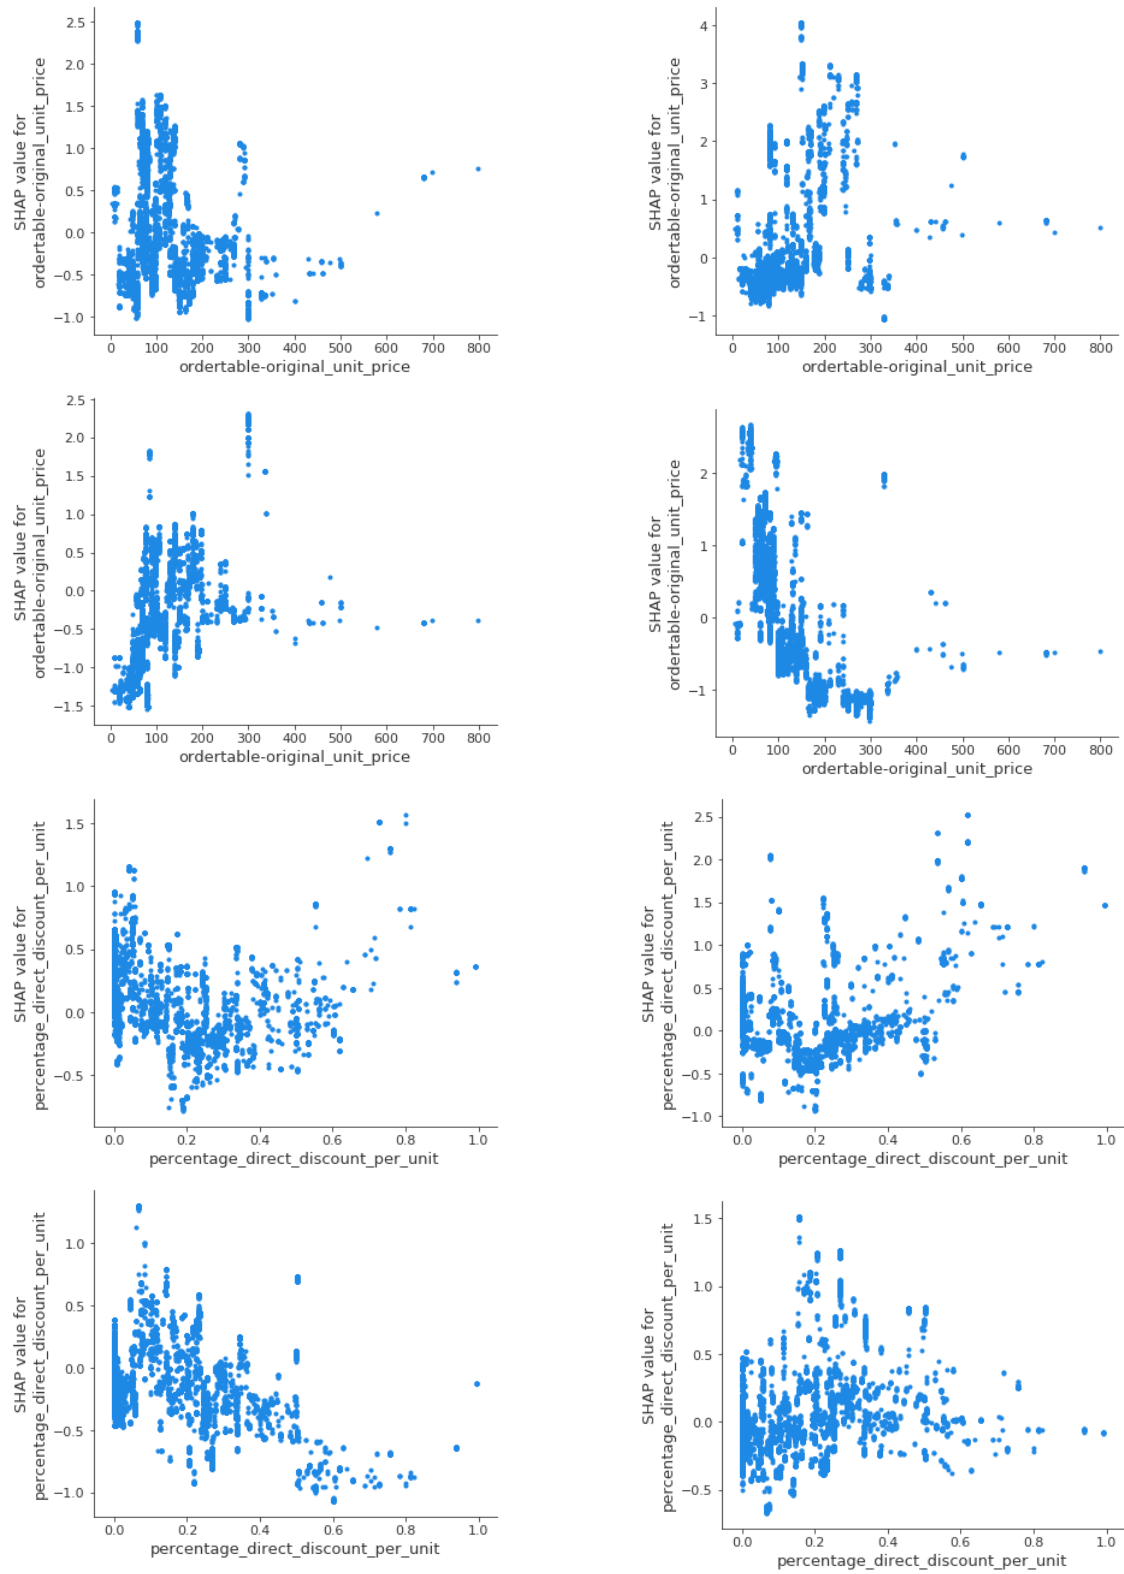 2.5
2.0
1.5
1.0
0.5
0.0
−0.5
−1.0
SHAP value for
ordertable-original_unit_price
0 100 200 300 400 500 600 700 800
ordertable-original_unit_price
4
3
2
1
0
−1
SHAP value for
ordertable-original_unit_price
0 100 200 300 400 500 600 700 800
ordertable-original_unit_price
2.5
2.0
1.5
1.0
0.5
0.0
−0.5
−1.0
−1.5
SHAP value for
ordertable-original_unit_price
0 100 200 300 400 500 600 700 800
ordertable-original_unit_price
2
1
0
−1
SHAP value for
ordertable-original_unit_price
0 100 200 300 400 500 600 700 800
ordertable-original_unit_price
1.5
1.0
0.5
0.0
−0.5
SHAP value for
percentage_direct_discount_per_unit
0.0 0.2 0.4 0.6 0.8 1.0
percentage_direct_discount_per_unit
2.5
2.0
1.5
1.0
0.5
0.0
−0.5
−1.0
SHAP value for
percentage_direct_discount_per_unit
0.0 0.2 0.4 0.6 0.8 1.0
percentage_direct_discount_per_unit
1.0
0.5
0.0
−0.5
−1.0
SHAP value for
percentage_direct_discount_per_unit
0.0 0.2 0.4 0.6 0.8 1.0
percentage_direct_discount_per_unit
1.5
1.0
0.5
0.0
−0.5
SHAP value for
percentage_direct_discount_per_unit
0.0 0.2 0.4 0.6 0.8 1.0
percentage_direct_discount_per_unit